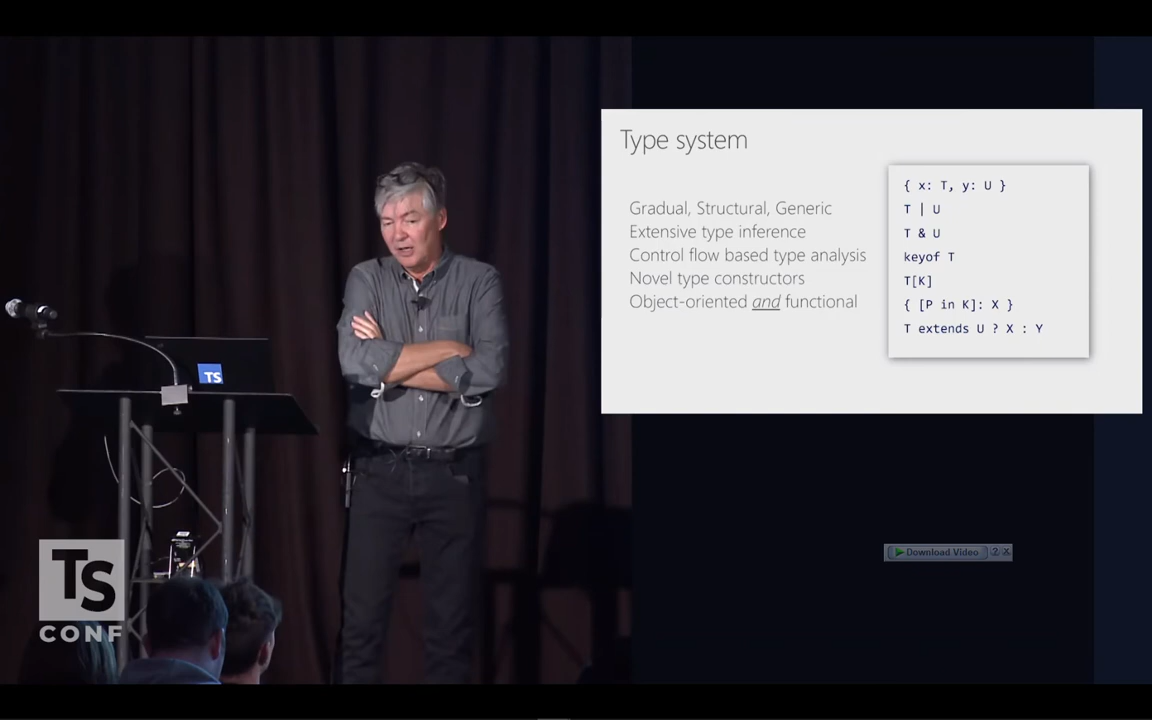 Type system
Gradual, Structural, Generic
Extensive type inference
Control flow based type analysis
Novel type constructors
Object-oriented and functional
{ x: T, y: U }
T | U
T & U
keyof T
T[K]
{ [P in K]: X }
T extends U ? X : Y
TS
TS
CONF
Download Video ? X